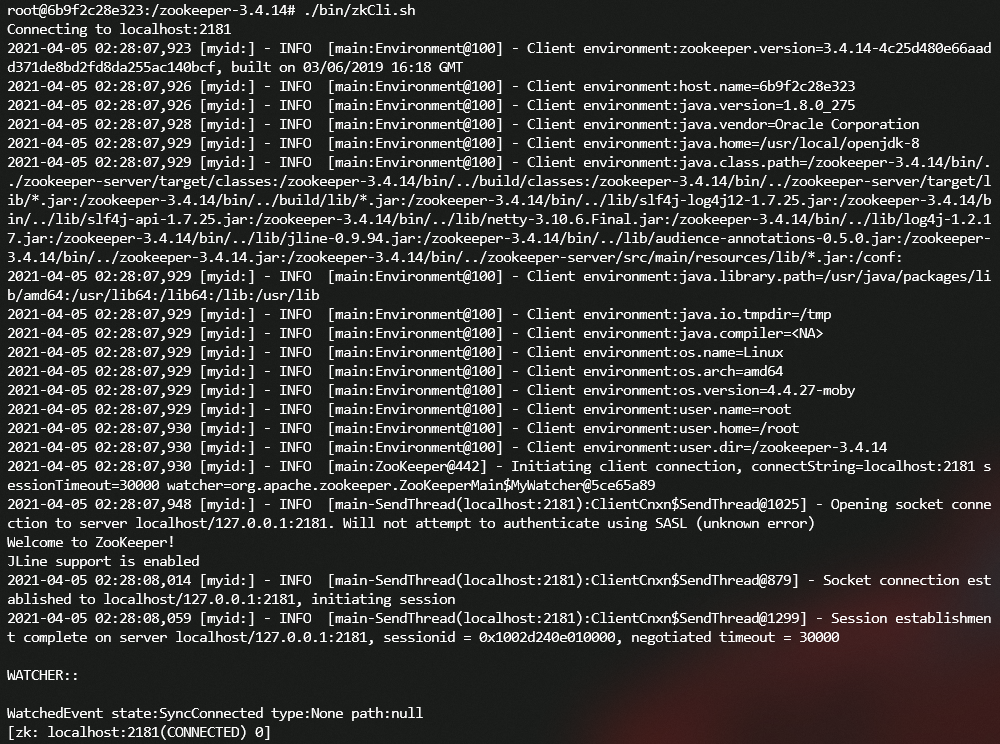 root@6b9f2c28e323:/zookeeper-3.4.14# ./bin/zkCli.sh
Connecting to localhost:2181
2021-04-05 02:28:07,923 [myid:] - INFO  [main:Environment@100] - Client environment:zookeeper.version=3.4.14-4c25d480e66aad
d371de8bd2fd8da255ac140bcf, built on 03/06/2019 16:18 GMT
2021-04-05 02:28:07,926 [myid:] - INFO  [main:Environment@100] - Client environment:host.name=6b9f2c28e323
2021-04-05 02:28:07,926 [myid:] - INFO  [main:Environment@100] - Client environment:java.version=1.8.0_275
2021-04-05 02:28:07,928 [myid:] - INFO  [main:Environment@100] - Client environment:java.vendor=Oracle Corporation
2021-04-05 02:28:07,929 [myid:] - INFO  [main:Environment@100] - Client environment:java.home=/usr/local/openjdk-8
2021-04-05 02:28:07,929 [myid:] - INFO  [main:Environment@100] - Client environment:java.class.path=/zookeeper-3.4.14/bin/.
./zookeeper-server/target/classes:/zookeeper-3.4.14/bin/../build/classes:/zookeeper-3.4.14/bin/../zookeeper-server/target/l
ib/*.jar:/zookeeper-3.4.14/bin/../build/lib/*.jar:/zookeeper-3.4.14/bin/../lib/slf4j-log4j12-1.7.25.jar:/zookeeper-3.4.14/b
in/../lib/slf4j-api-1.7.25.jar:/zookeeper-3.4.14/bin/../lib/netty-3.10.6.Final.jar:/zookeeper-3.4.14/bin/../lib/log4j-1.2.1
7.jar:/zookeeper-3.4.14/bin/../lib/jline-0.9.94.jar:/zookeeper-3.4.14/bin/../lib/audience-annotations-0.5.0.jar:/zookeeper-
3.4.14/bin/../zookeeper-3.4.14.jar:/zookeeper-3.4.14/bin/../zookeeper-server/src/main/resources/lib/*.jar:/conf:
2021-04-05 02:28:07,929 [myid:] - INFO  [main:Environment@100] - Client environment:java.library.path=/usr/java/packages/li
b/amd64:/usr/lib64:/lib64:/lib:/usr/lib
2021-04-05 02:28:07,929 [myid:] - INFO  [main:Environment@100] - Client environment:java.io.tmpdir=/tmp
2021-04-05 02:28:07,929 [myid:] - INFO  [main:Environment@100] - Client environment:java.compiler=<NA>
2021-04-05 02:28:07,929 [myid:] - INFO  [main:Environment@100] - Client environment:os.name=Linux
2021-04-05 02:28:07,929 [myid:] - INFO  [main:Environment@100] - Client environment:os.arch=amd64
2021-04-05 02:28:07,929 [myid:] - INFO  [main:Environment@100] - Client environment:os.version=4.4.27-moby
2021-04-05 02:28:07,929 [myid:] - INFO  [main:Environment@100] - Client environment:user.name=root
2021-04-05 02:28:07,930 [myid:] - INFO  [main:Environment@100] - Client environment:user.home=/root
2021-04-05 02:28:07,930 [myid:] - INFO  [main:Environment@100] - Client environment:user.dir=/zookeeper-3.4.14
2021-04-05 02:28:07,930 [myid:] - INFO  [main:ZooKeeper@442] - Initiating client connection, connectString=localhost:2181 s
essionTimeout=30000 watcher=org.apache.zookeeper.ZooKeeperMain$MyWatcher@5ce65a89
2021-04-05 02:28:07,948 [myid:] - INFO  [main-SendThread(localhost:2181):ClientCnxn$SendThread@1025] - Opening socket conne
ction to server localhost/127.0.0.1:2181. Will not attempt to authenticate using SASL (unknown error)
Welcome to ZooKeeper!
JLine support is enabled
2021-04-05 02:28:08,014 [myid:] - INFO  [main-SendThread(localhost:2181):ClientCnxn$SendThread@879] - Socket connection est
ablished to localhost/127.0.0.1:2181, initiating session
2021-04-05 02:28:08,059 [myid:] - INFO  [main-SendThread(localhost:2181):ClientCnxn$SendThread@1299] - Session establishmen
t complete on server localhost/127.0.0.1:2181, sessionid = 0x1002d240e010000, negotiated timeout = 30000
WATCHER::
WatchedEvent state:SyncConnected type:None path:null
[zk: localhost:2181(CONNECTED) 0]